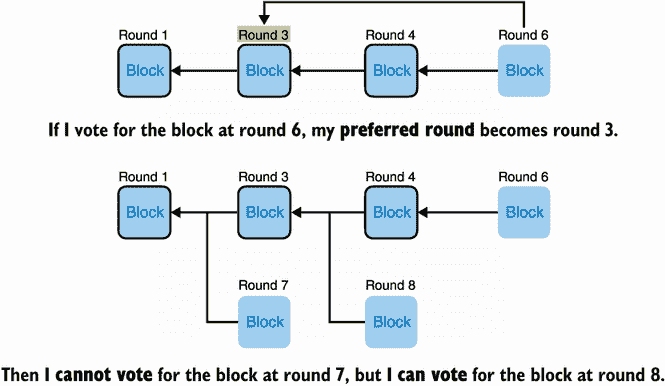 Round 1 Round 3 Round 4 Round 6
Block Block Block Block
If I vote for the block at round 6, my preferred round becomes round 3.
Round 1 Round 3 Round 4 Round 6
Block Block Block Block
Round 7 Round 8
Block Block
Then I cannot vote for the block at round 7, but I can vote for the block at round 8.